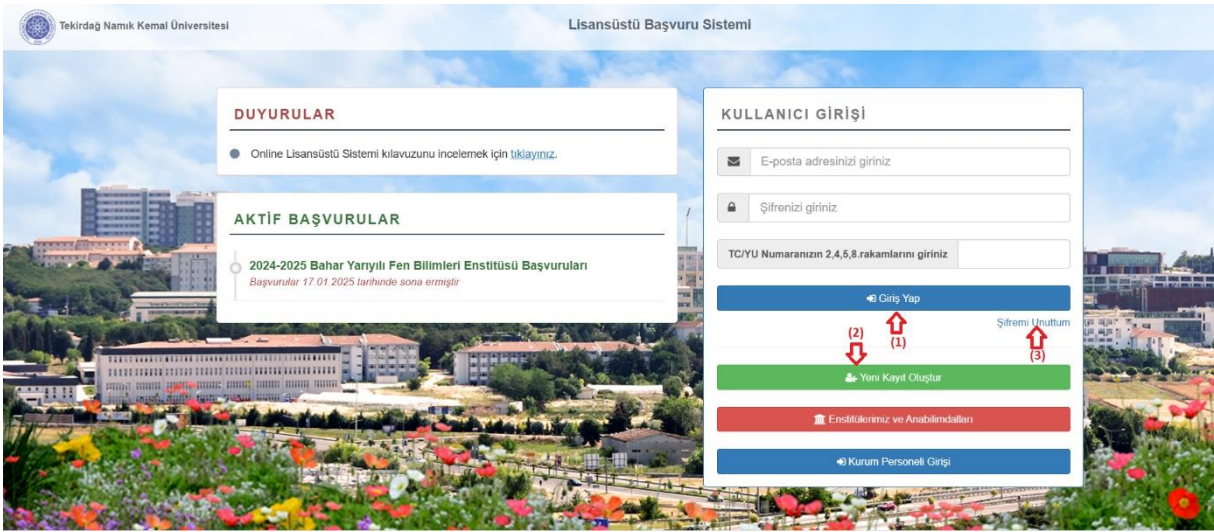 Tekirdağ Namık Kemal Üniversitesi
Lisansüstü Başvuru Sistemi
DUYURULAR
Online Lisansüstü Sistemi kılavuzunu incelemek için tıklayınız.
AKTİF BAŞVURULAR
2024-2025 Bahar Yarıyılı Fen Bilimleri Enstitüsü Başvuruları
Başvurular 17.01.2025 tarihinde sona ermiştir
KULLANICI GİRİŞİ
E-posta adresinizi giriniz
Şifrenizi giriniz
TC/YU Numaranızın 2,4,5,8.rakamlarını giriniz
Giriş Yap
(1)
Şifremi Unuttum
(3)
(2)
Yeni Kayıt Oluştur
Enstitülerimiz ve Anabilimdalları
Kurum Personeli Girişi